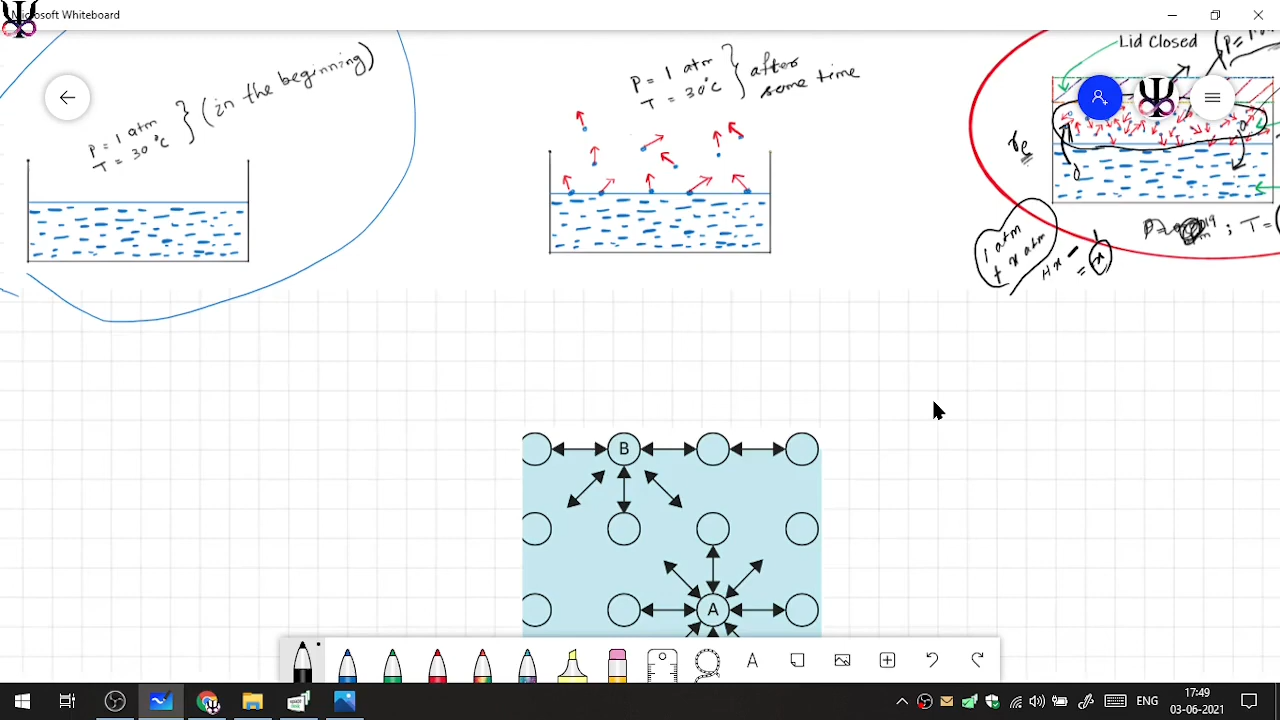 Microsoft Whiteboard
P = 1 atm
T = 30°C
} (in the beginning)
P = 1 atm
T = 30°C
} after
some time
Lid Closed
P=
re
1 atm
+ x atm
T=
B
A
A
ENG
17:49
03-06-2021